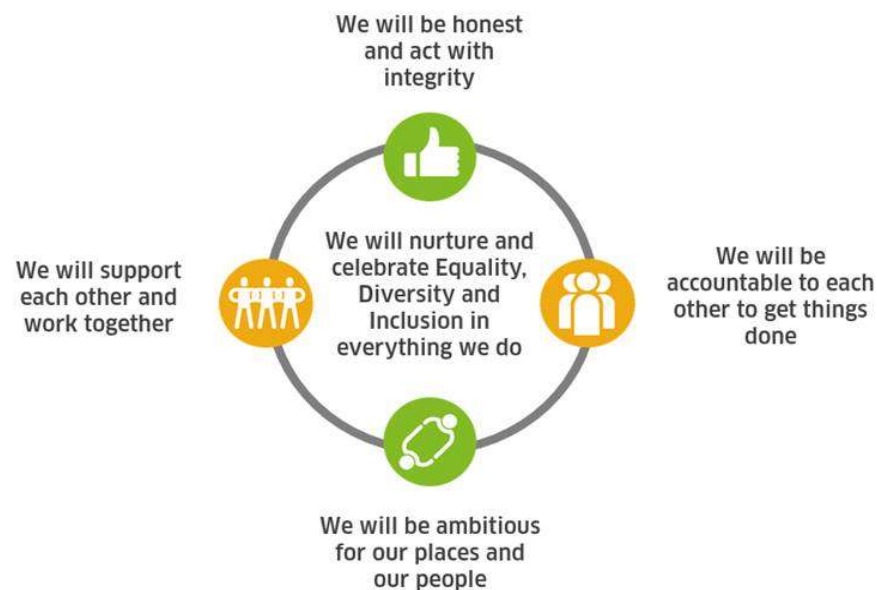 We will be honest
and act with
integrity
We will support
each other and
work together
We will nurture and
celebrate Equality,
Diversity and
Inclusion in
everything we do
We will be
accountable to each
other to get things
done
We will be ambitious
for our places and
our people